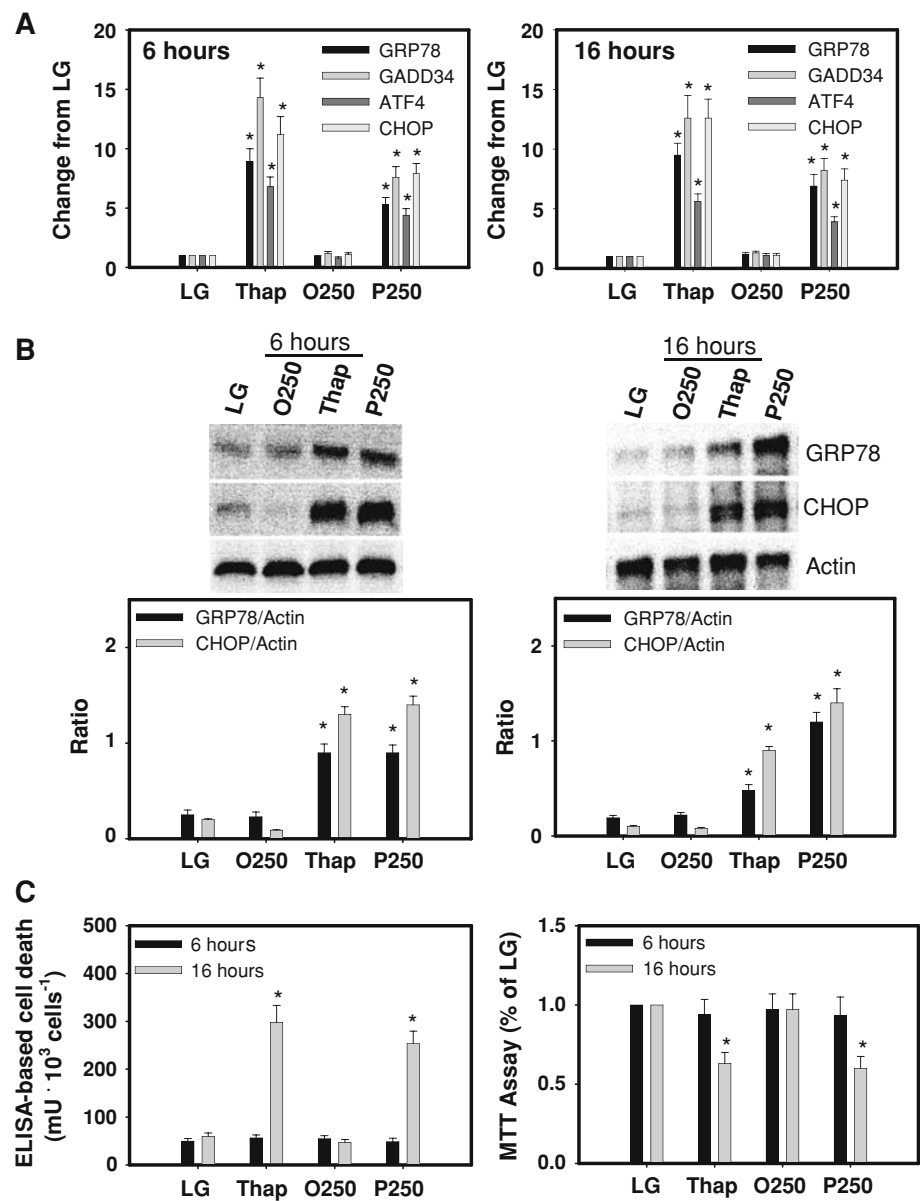 A
6 hours
GRP78
GADD34
ATF4
CHOP
Change from LG
20
15
10
5
0
* * * * * * * *
LG Thap O250 P250
16 hours
GRP78
GADD34
ATF4
CHOP
Change from LG
20
15
10
5
0
* * * * * * * *
LG Thap O250 P250
B
6 hours
LG O250 Thap P250
16 hours
LG O250 Thap P250
GRP78
CHOP
Actin
GRP78/Actin
CHOP/Actin
Ratio
2
1
0
* * * *
LG O250 Thap P250
GRP78/Actin
CHOP/Actin
Ratio
2
1
0
* * * *
LG O250 Thap P250
C
6 hours
16 hours
ELISA-based cell death
(mU · 10³ cells⁻¹)
500
400
300
200
100
0
* *
LG Thap O250 P250
6 hours
16 hours
MTT Assay (% of LG)
1.5
1.0
0.5
0.0
* *
LG Thap O250 P250